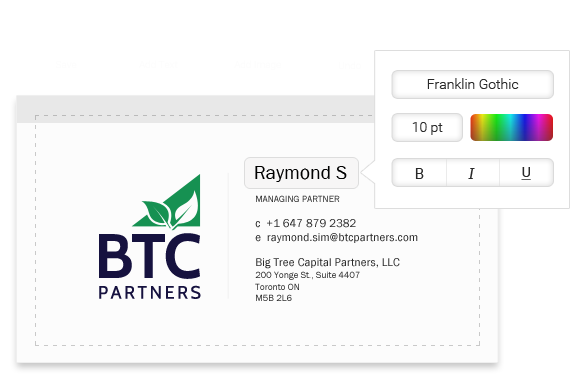 Franklin Gothic
10 pt
B I U
Raymond S
MANAGING PARTNER
c +1 647 879 2382
e raymond.sim@btcpartners.com
Big Tree Capital Partners, LLC
200 Yonge St., Suite 4407
Toronto ON
M5B 2L6
BTC
PARTNERS